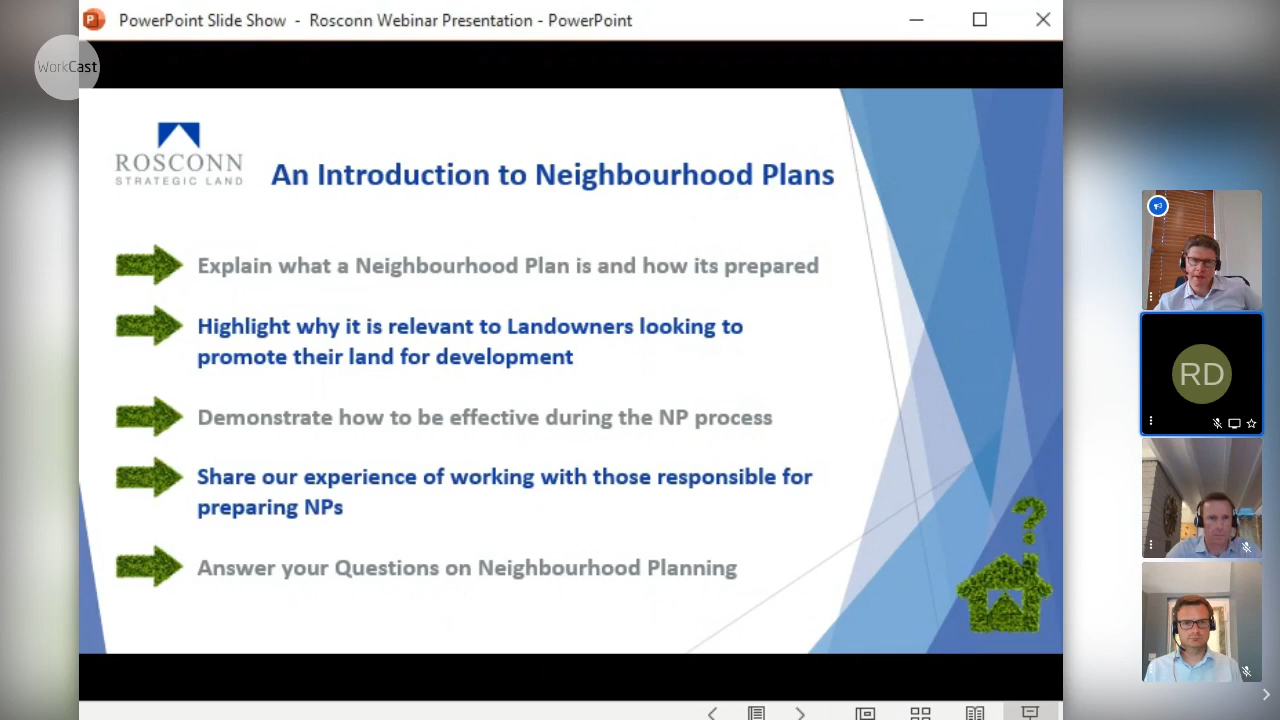 PowerPoint Slide Show - Rosconn Webinar Presentation - PowerPoint
WorkCast
ROSCONN
STRATEGIC LAND
An Introduction to Neighbourhood Plans
Explain what a Neighbourhood Plan is and how its prepared
Highlight why it is relevant to Landowners looking to
promote their land for development
Demonstrate how to be effective during the NP process
Share our experience of working with those responsible for
preparing NPs
Answer your Questions on Neighbourhood Planning
?
RD